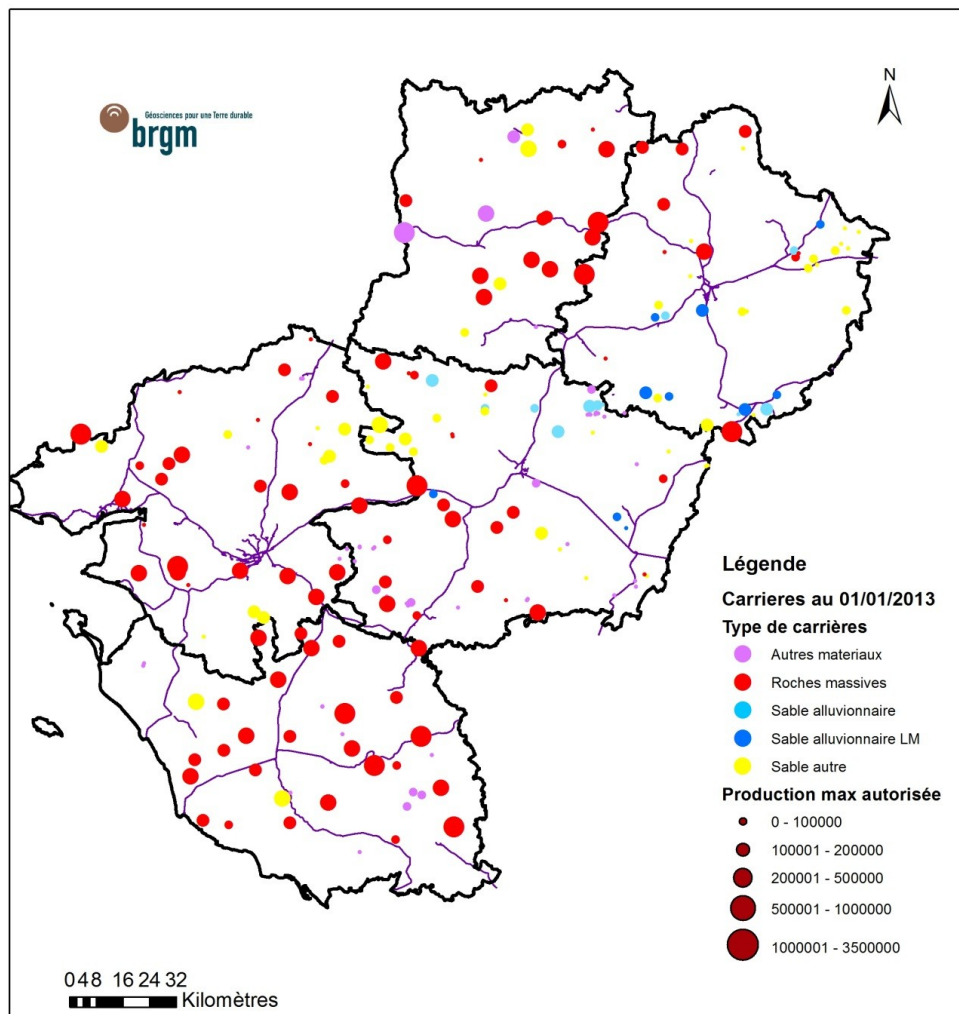 Géosciences pour une Terre durable
brgm
N
Légende
Carrieres au 01/01/2013
Type de carrières
Autres materiaux
Roches massives
Sable alluvionnaire
Sable alluvionnaire LM
Sable autre
Production max autorisée
0 - 100000
100001 - 200000
200001 - 500000
500001 - 1000000
1000001 - 3500000
0 4 8 16 24 32
Kilomètres